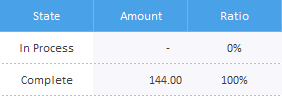 State Amount Ratio
In Process - 0%
Complete 144.00 100%